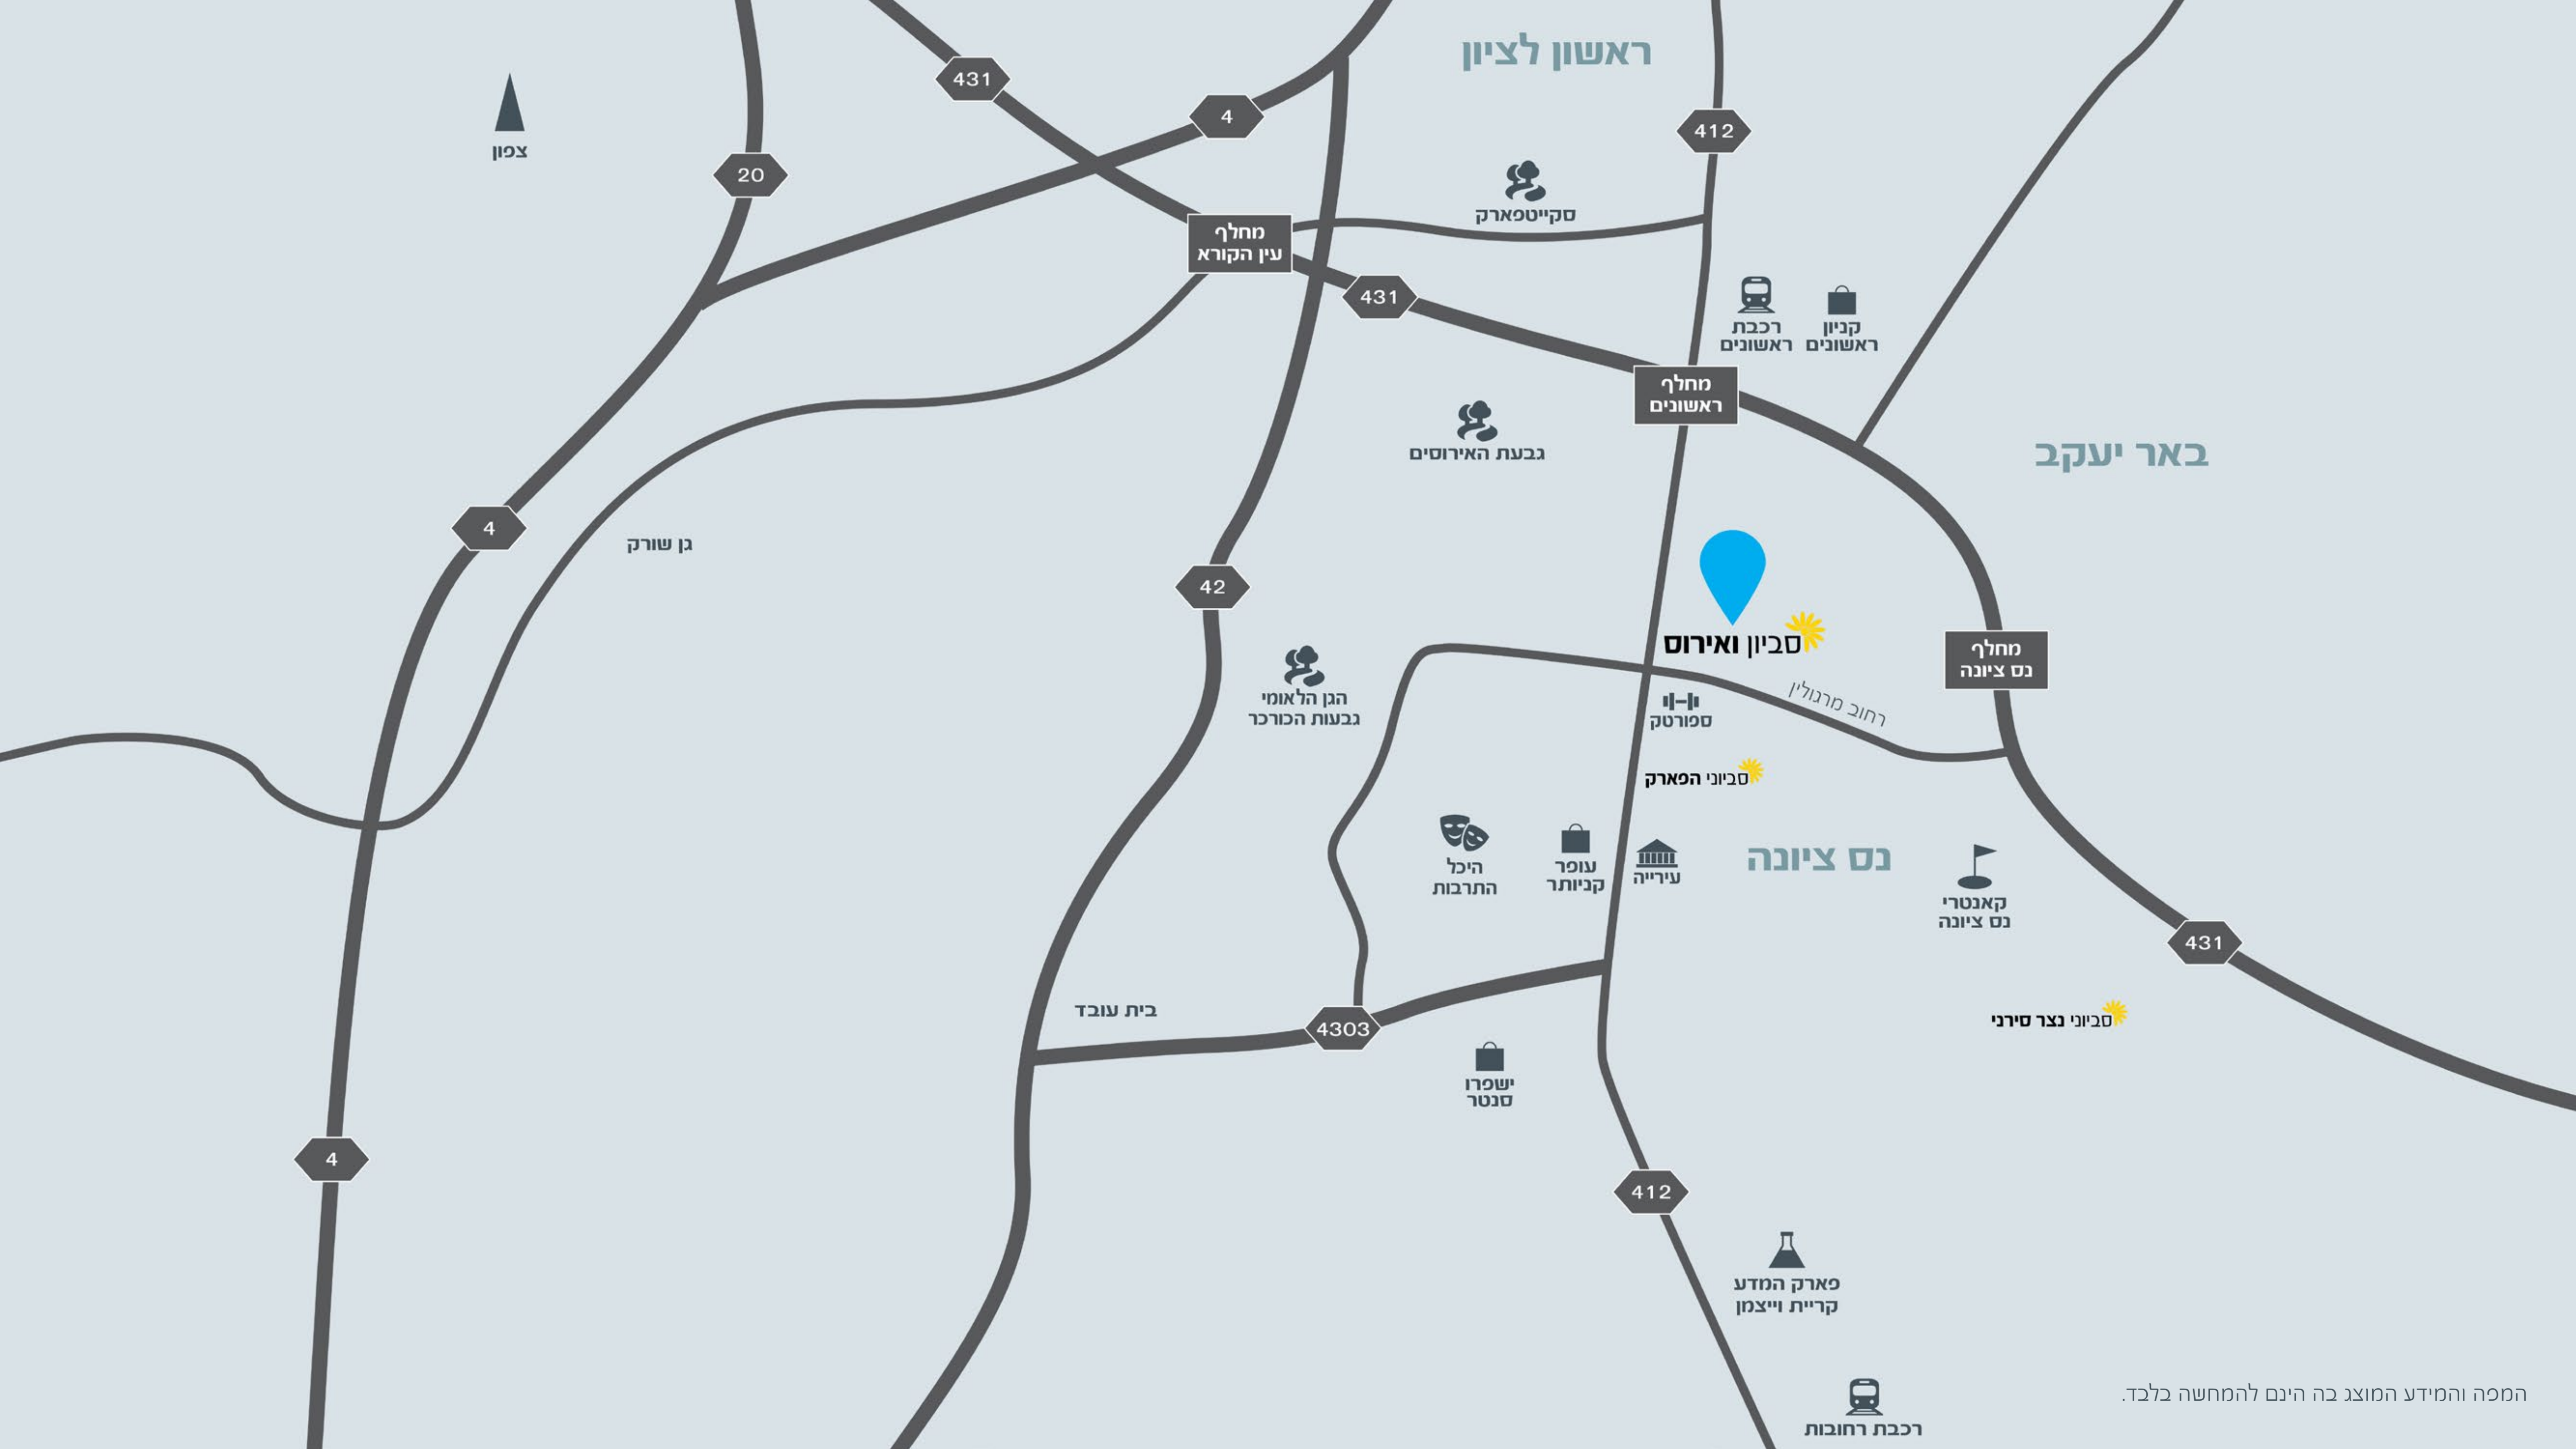 ראשון לציון
431
4
412
צפון
20
סקייטפארק
מחלף
עין הקורא
431
רכבת
ראשונים
קניון
ראשונים
מחלף
ראשונים
גבעת האירוסים
באר יעקב
4
גן שורק
42
סביון ואירוס
מחלף
נס ציונה
הגן הלאומי
גבעות הכורכר
רחוב מרגולין
ספורטק
סביוני הפארק
היכל
התרבות
עופר
קניותר
עירייה
נס ציונה
קאנטרי
נס ציונה
431
בית עובד
4303
סביוני נצר סירני
ישפרו
סנטר
4
412
פארק המדע
קריית וייצמן
המפה והמידע המוצג בה הינם להמחשה בלבד.
רכבת רחובות